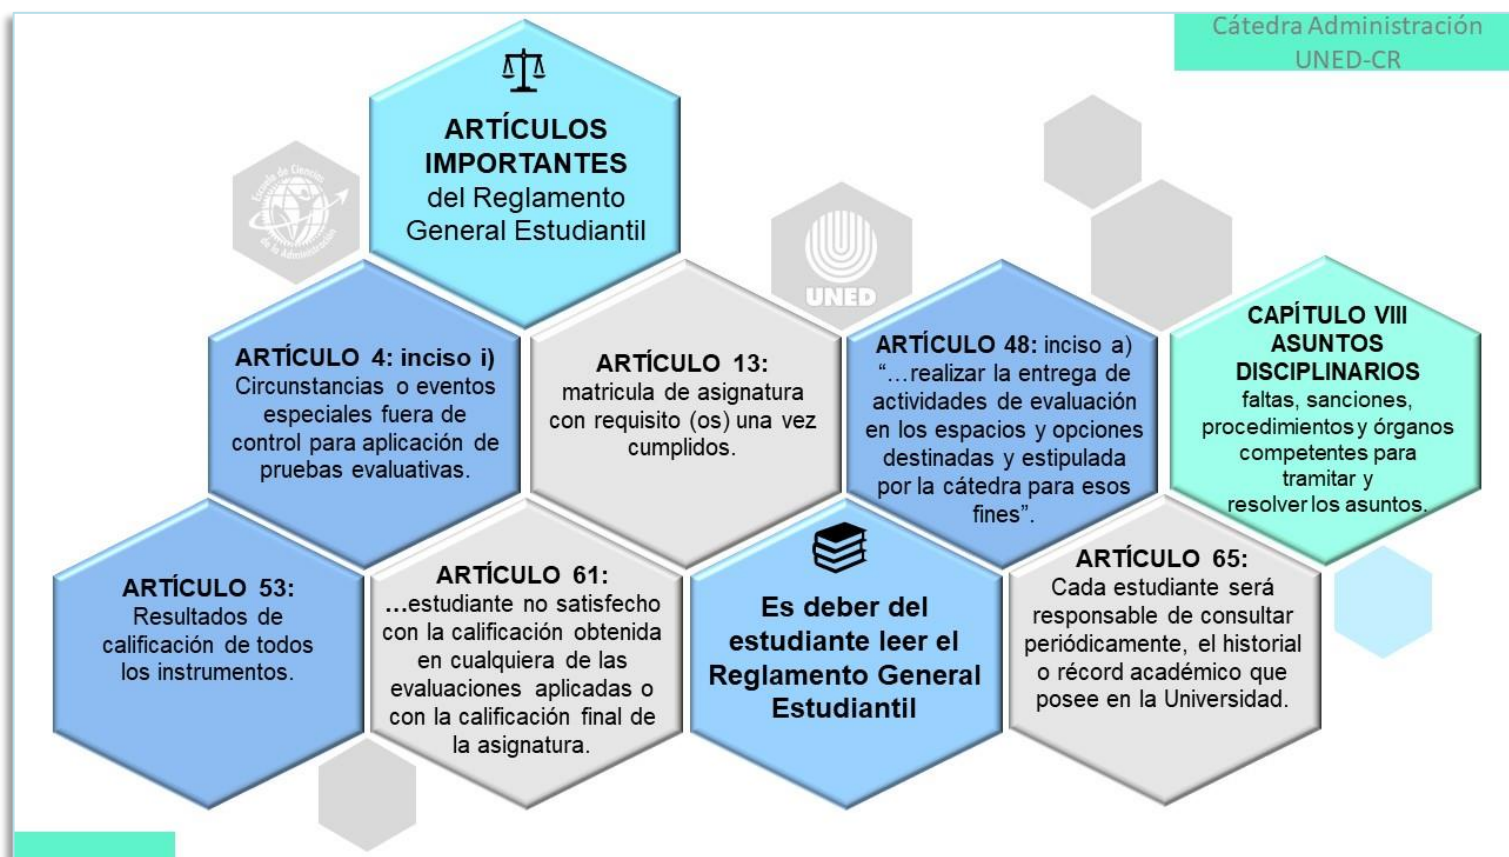 Cátedra Administración
UNED-CR
ARTÍCULOS
IMPORTANTES
del Reglamento
General Estudiantil
Escuela de Ciencias
de la Administración
UNED
ARTÍCULO 4: inciso i)
Circunstancias o eventos
especiales fuera de
control para aplicación de
pruebas evaluativas.
ARTÍCULO 13:
matricula de asignatura
con requisito (os) una vez
cumplidos.
ARTÍCULO 48: inciso a)
“…realizar la entrega de
actividades de evaluación
en los espacios y opciones
destinadas y estipulada
por la cátedra para esos
fines”.
CAPÍTULO VIII
ASUNTOS
DISCIPLINARIOS
faltas, sanciones,
procedimientos y órganos
competentes para
tramitar y
resolver los asuntos.
ARTÍCULO 53:
Resultados de
calificación de todos
los instrumentos.
ARTÍCULO 61:
…estudiante no satisfecho
con la calificación obtenida
en cualquiera de las
evaluaciones aplicadas o
con la calificación final de
la asignatura.
Es deber del
estudiante leer el
Reglamento General
Estudiantil
ARTÍCULO 65:
Cada estudiante será
responsable de consultar
periódicamente, el historial
o récord académico que
posee en la Universidad.